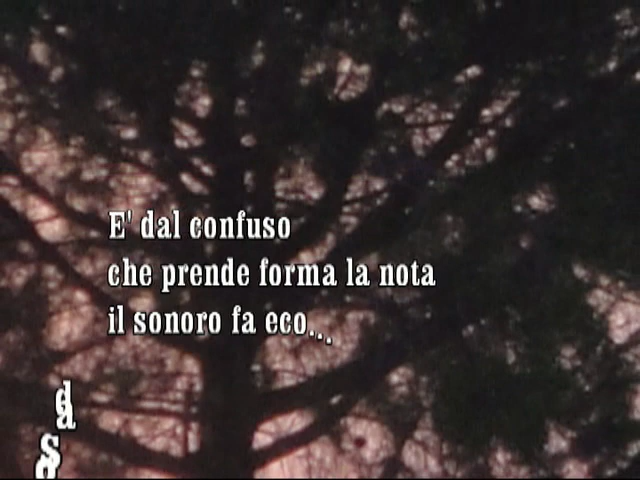 E' dal confuso
che prende forma la nota
il sonoro fa eco...
d
a
s